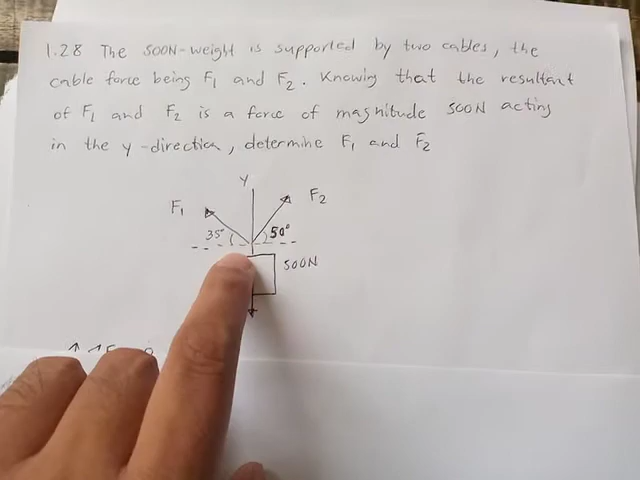 1.28 The 500N-weight is supported by two cables, the
cable force being F1 and F2. Knowing that the resultant
of F1 and F2 is a force of magnitude 500N acting
in the y-direction, determine F1 and F2
Y
F1
F2
35°
50°
500N